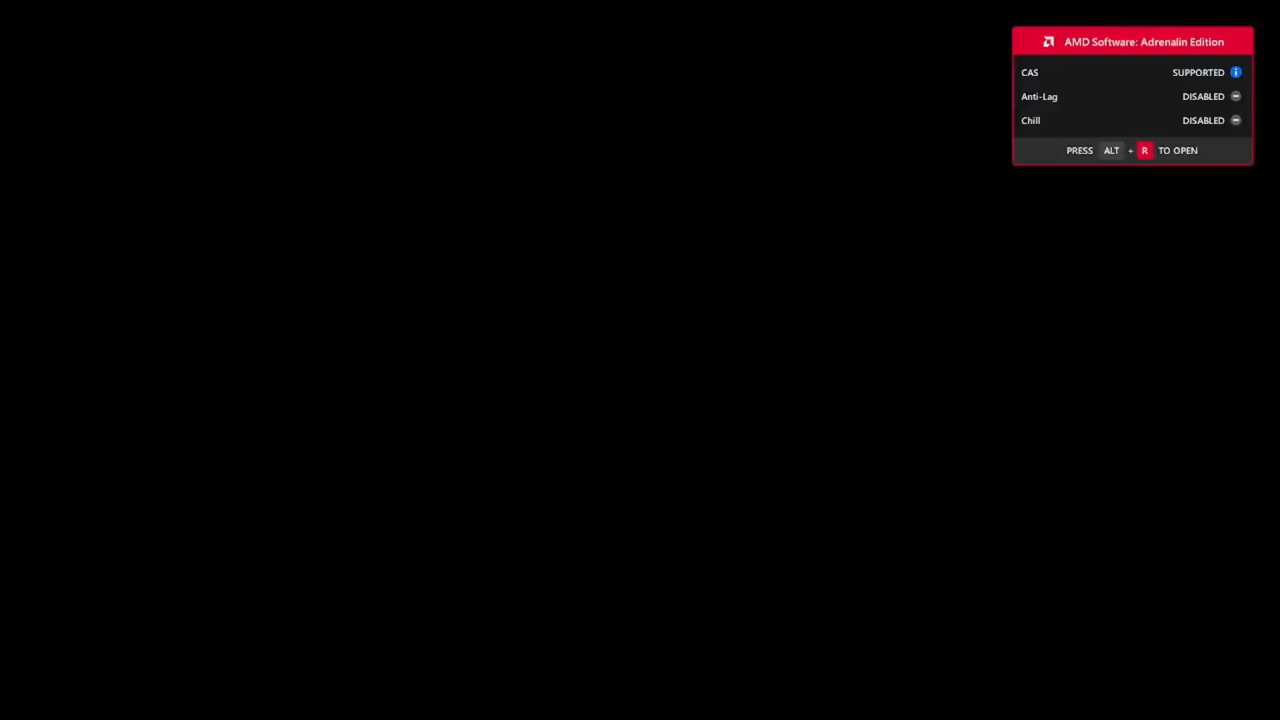 AMD Software: Adrenalin Edition
CAS SUPPORTED
Anti-Lag DISABLED
Chill DISABLED
PRESS ALT + R TO OPEN